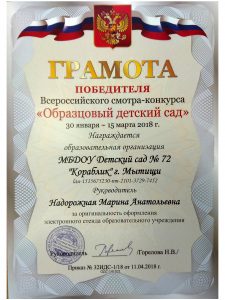 ГРАМОТА
ПОБЕДИТЕЛЯ
Всероссийского смотра-конкурса
«Образцовый детский сад»
30 января – 15 марта 2018 г.
Награждается
образовательная организация
МБДОУ Детский сад № 72
"Кораблик" г. Мытищи
Руководитель
Надорожная Марина Анатольевна
за оригинальность оформления
электронного стенда образовательного учреждения
Руководитель
/Горелова Н.В./
Приказ № 32ИДС-1/18 от 11.04.2018 г.